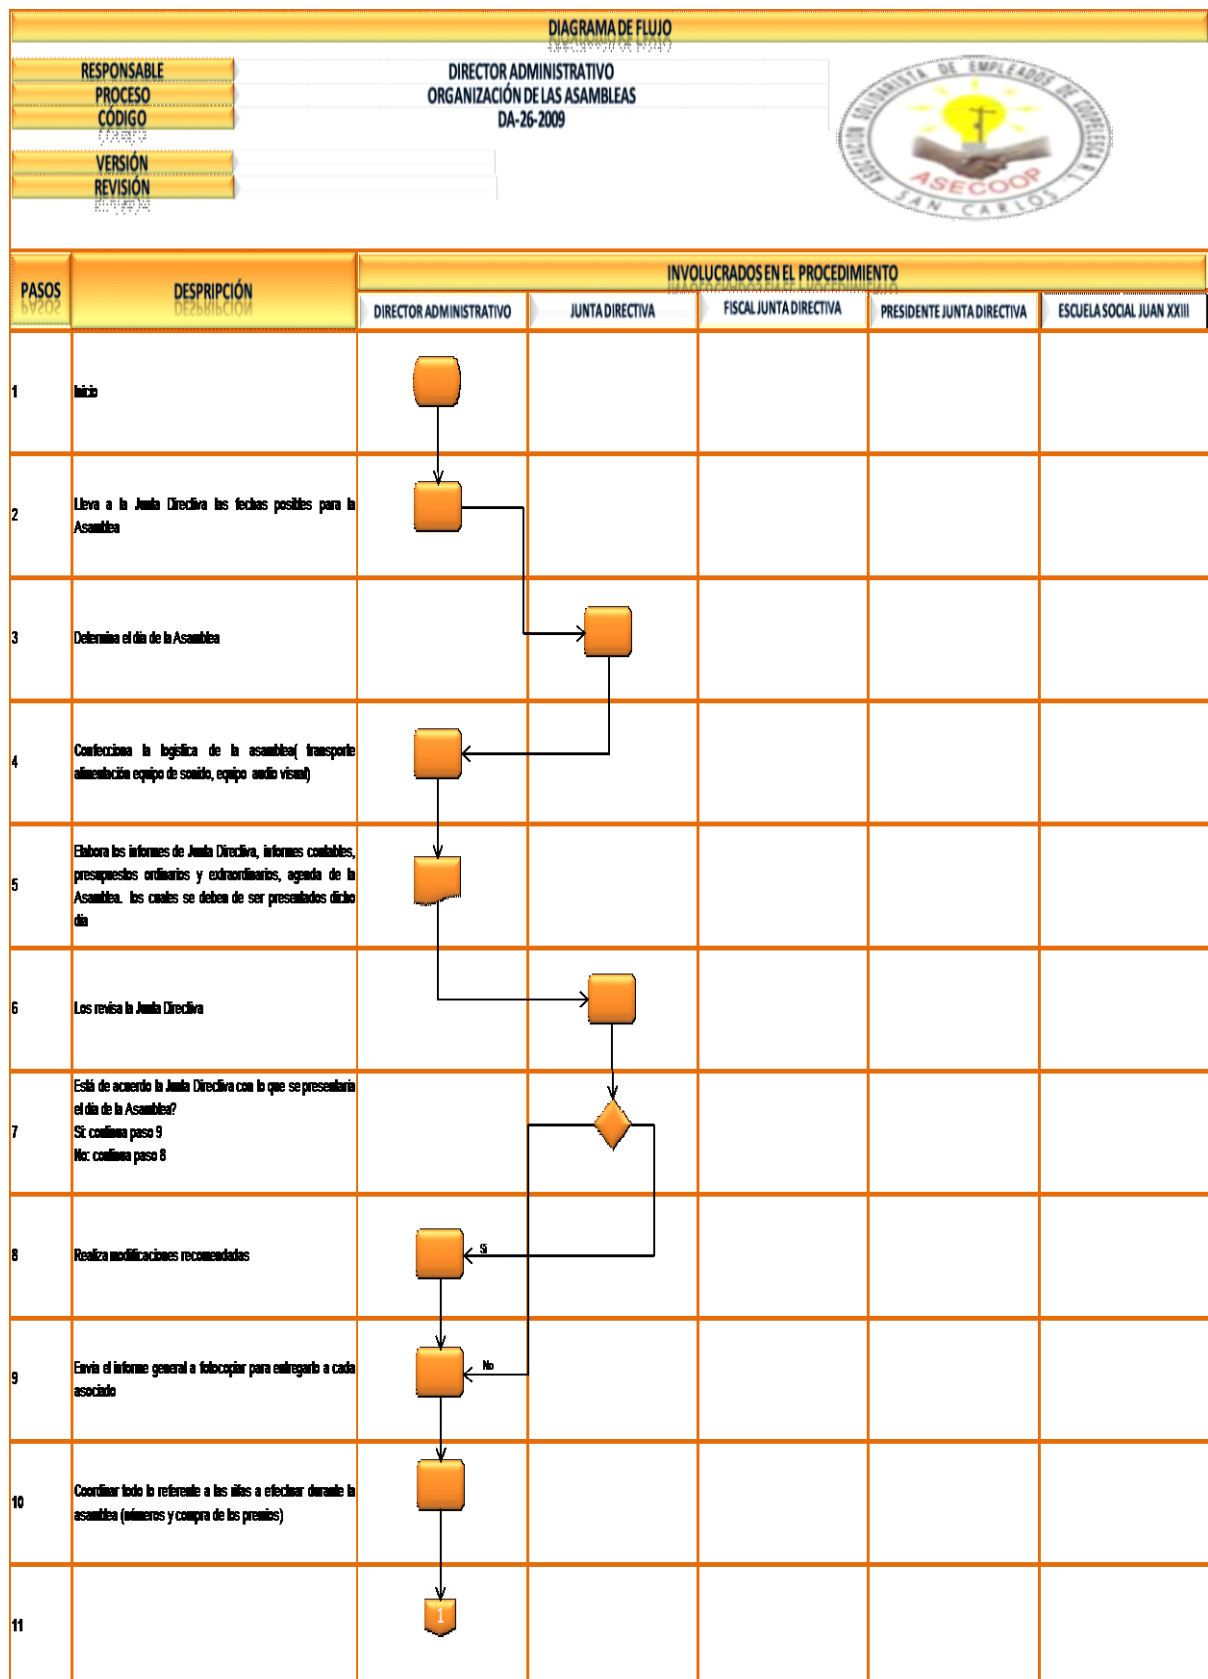 DIAGRAMA DE FLUJO
RESPONSABLE
DIRECTOR ADMINISTRATIVO
PROCESO
ORGANIZACIÓN DE LAS ASAMBLEAS
CÓDIGO
DA-26-2009
VERSIÓN
REVISIÓN
ASOCIACIÓN SOLIDARISTA DE EMPLEADOS DE COOPELESCA R.L.
ASECOOP
SAN CARLOS
PASOS
DESPRIPCIÓN
INVOLUCRADOS EN EL PROCEDIMIENTO
DIRECTOR ADMINISTRATIVO
JUNTA DIRECTIVA
FISCAL JUNTA DIRECTIVA
PRESIDENTE JUNTA DIRECTIVA
ESCUELA SOCIAL JUAN XXIII
1
Inicio
2
Lleva a la Junta Directiva las fechas posibles para la
Asamblea
3
Determina el día de la Asamblea
4
Confecciona la logística de la asamblea( transporte
alimentación equipo de sonido, equipo audio visual)
5
Elabora los informes de Junta Directiva, informes contables,
presupuestos ordinarios y extraordinarios, agenda de la
Asamblea. los cuales se deben de ser presentados dicho
día
6
Los revisa la Junta Directiva
7
Está de acuerdo la Junta Directiva con lo que se presentaría
el día de la Asamblea?
Si: continua paso 9
No: continua paso 8
8
Realiza modificaciones recomendadas
Si
9
Envia el informe general a fotocopiar para entregarlo a cada
asociado
No
10
Coordinar todo lo referente a las rifas a efectuar durante la
asamblea (números y compra de los premios)
11
1